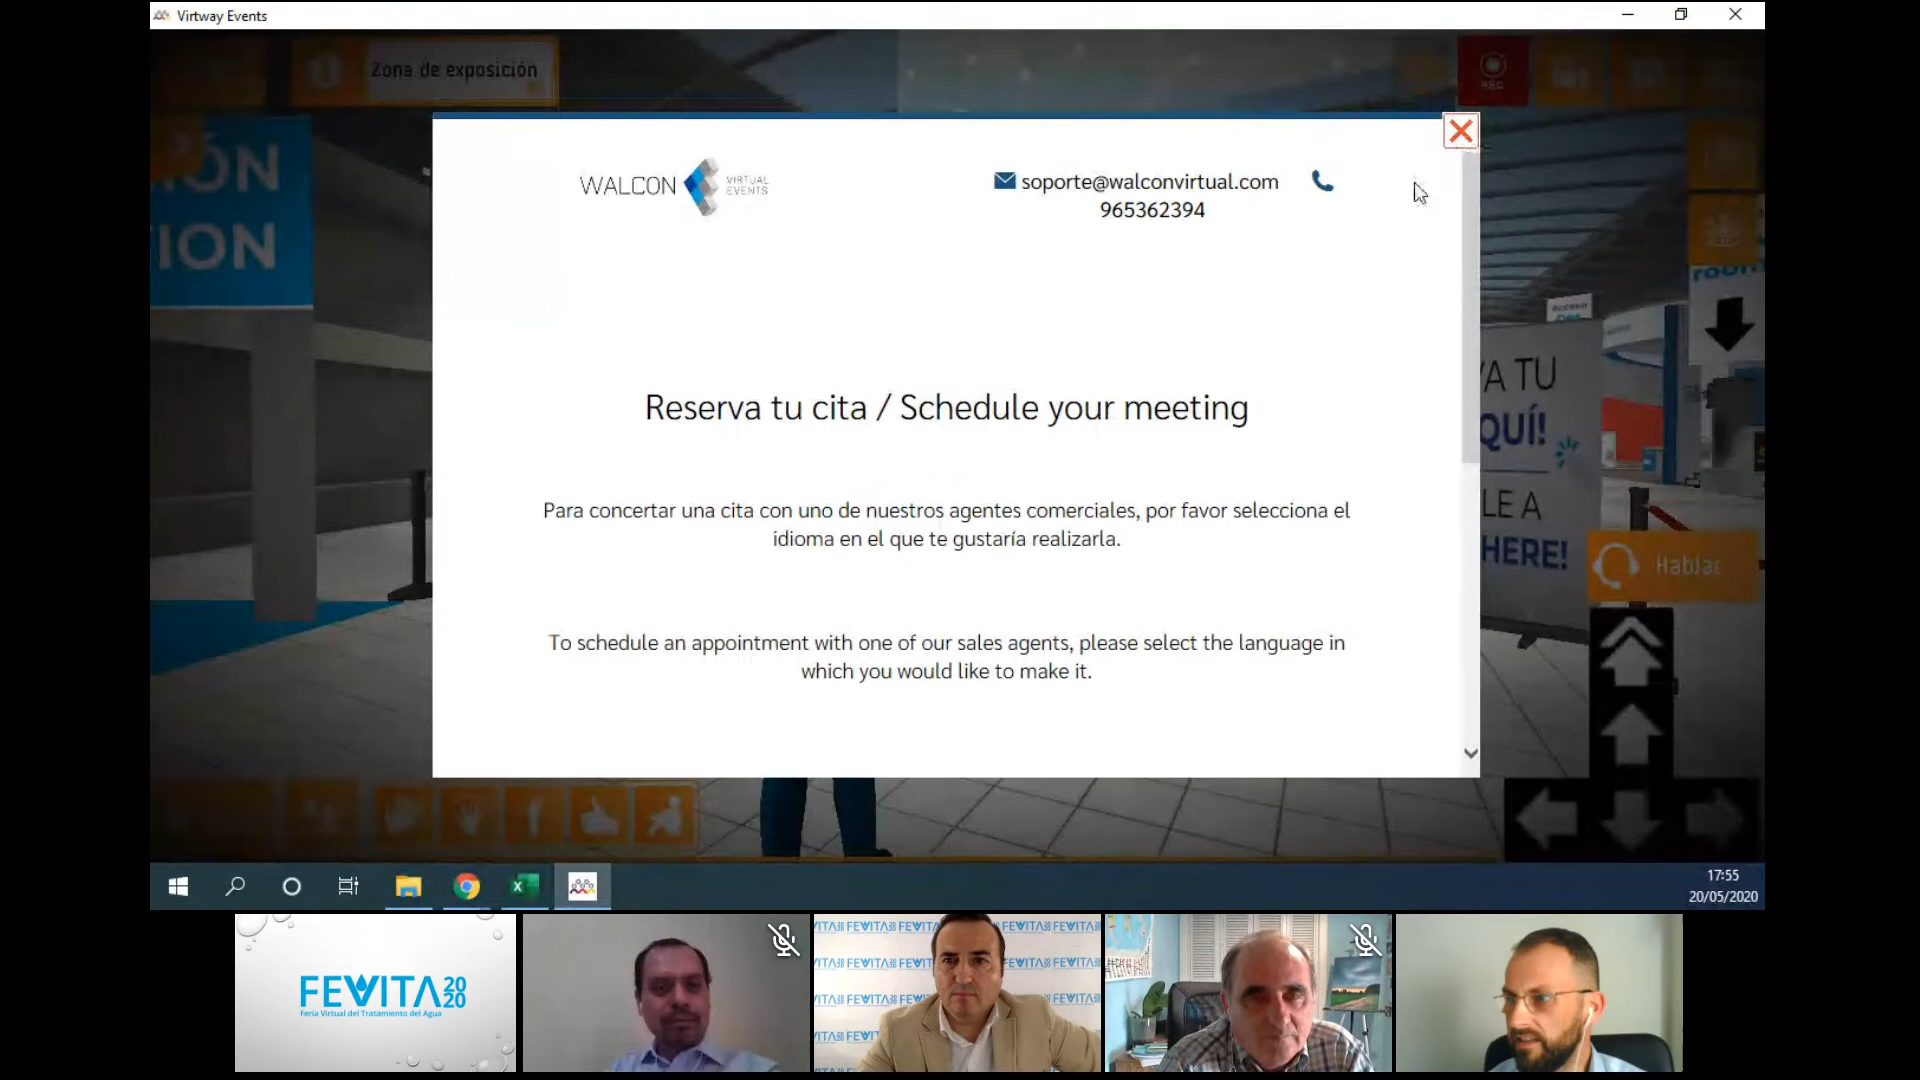 Virtway Events
Zona de exposición
REC
ÓN
ION
WALCON VIRTUAL EVENTS
soporte@walconvirtual.com
965362394
Reserva tu cita / Schedule your meeting
Para concertar una cita con uno de nuestros agentes comerciales, por favor selecciona el
idioma en el que te gustaría realizarla.
To schedule an appointment with one of our sales agents, please select the language in
which you would like to make it.
room
Acceso
A TU
QUÍ!
LE A
HERE!
Hablar
17:55
20/05/2020
FEVITA 2020
Feria Virtual del Tratamiento del Agua